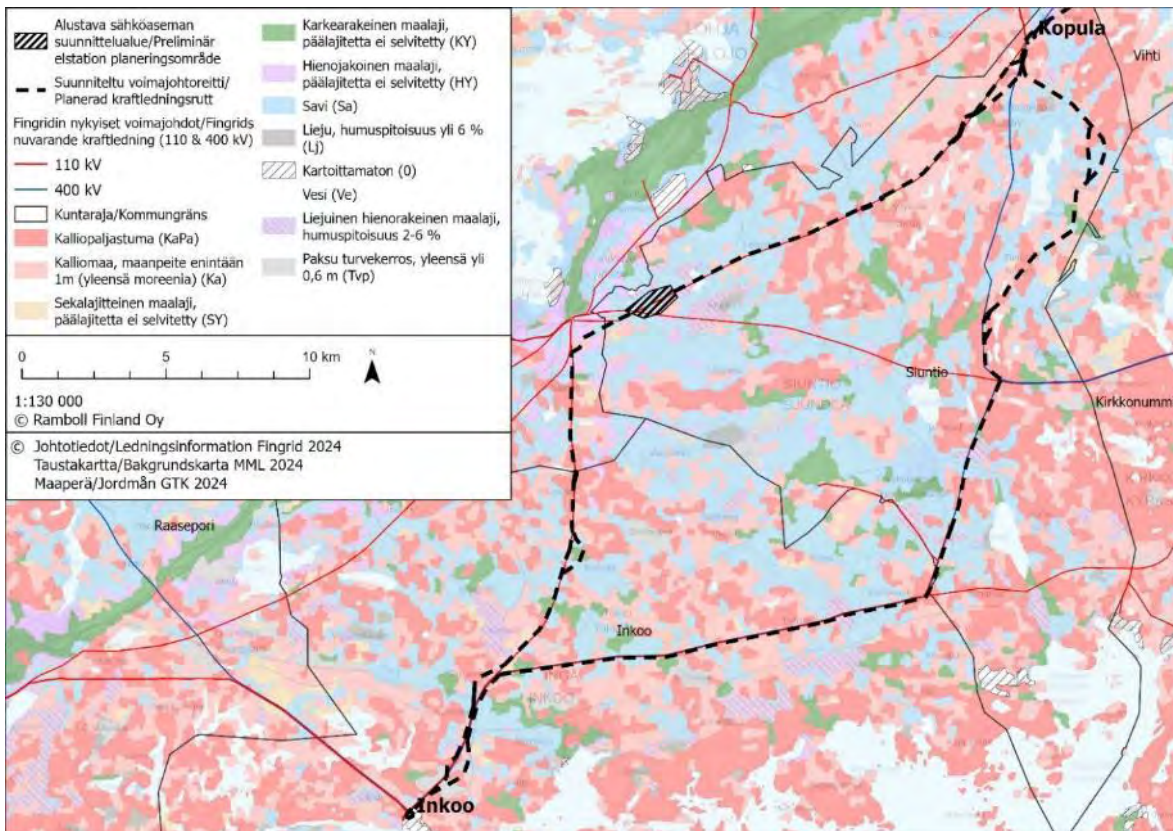 Alustava sähköaseman
suunnittelualue/Preliminär
elstation planeringsområde
Suunniteltu voimajohtoreitti/
Planerad kraftledningsrutt
Fingridin nykyiset voimajohdot/Fingrids
nuvarande kraftledning (110 & 400 kV)
110 kV
400 kV
Kuntaraja/Kommungräns
Kalliopaljastuma (KaPa)
Kalliomaa, maanpeite enintään
1m (yleensä moreenia) (Ka)
Sekalajitteinen maalaji,
päälajitetta ei selvitetty (SY)
Karkearakeinen maalaji,
päälajitetta ei selvitetty (KY)
Hienojakoinen maalaji,
päälajitetta ei selvitetty (HY)
Savi (Sa)
Lieju, humuspitoisuus yli 6 %
(Lj)
Kartoittamaton (0)
Vesi (Ve)
Liejuinen hienorakeinen maalaji,
humuspitoisuus 2-6 %
Paksu turvekerros, yleensä yli
0,6 m (Tvp)
0 5 10 km
N
1:130 000
© Ramboll Finland Oy
© Johtotiedot/Ledningsinformation Fingrid 2024
Taustakartta/Bakgrundskarta MML 2024
Maaperä/Jordmån GTK 2024
Kopula
Vihti
Siuntio
SIUNTIO
SJUNDEÅ
Kirkkonumm
Raasepori
Inkoo
INGÅ
INKOO
Inkoo